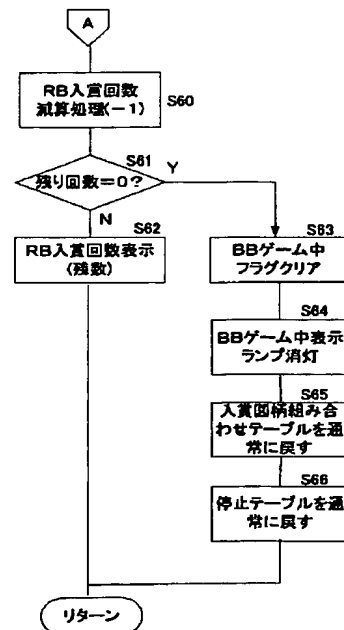 A
RB入賞回数
減算処理(－1)
S60
S61
残り回数=0?
Y
N
S62
RB入賞回数表示
(残数)
S63
BBゲーム中
フラグクリア
S64
BBゲーム中表示
ランプ消灯
S65
入賞図柄組み合
わせテーブルを通
常に戻す
S66
停止テーブルを通
常に戻す
リターン